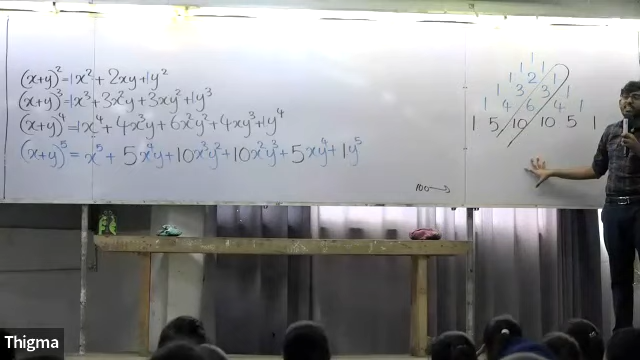 (x+y)² = 1x² + 2xy + 1y²
(x+y)³ = 1x³ + 3x²y + 3xy² + 1y³
(x+y)⁴ = 1x⁴ + 4x³y + 6x²y² + 4xy³ + 1y⁴
(x+y)⁵ = x⁵ + 5x⁴y + 10x³y² + 10x²y³ + 5xy⁴ + 1y⁵
1
1 1
1 2 1
1 3 3 1
1 4 6 4 1
1 5 10 10 5 1
100→
Thigma